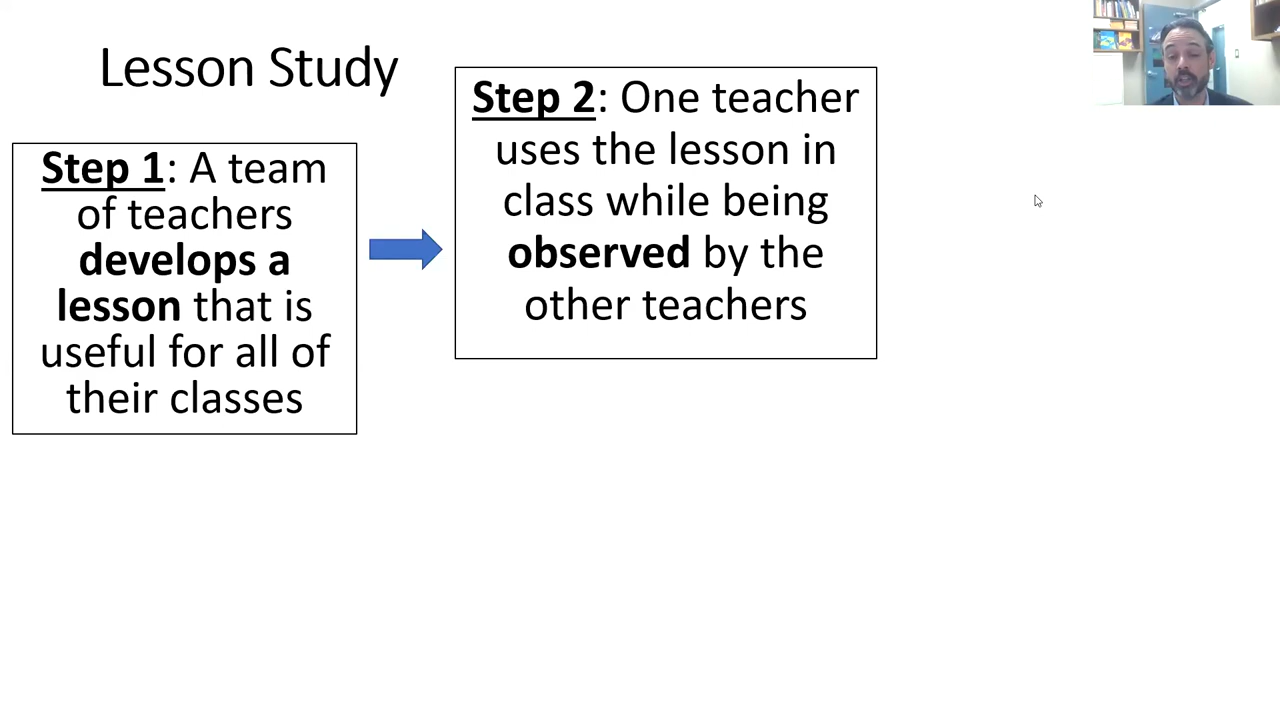 Lesson Study
Step 1: A team
of teachers
develops a
lesson that is
useful for all of
their classes
Step 2: One teacher
uses the lesson in
class while being
observed by the
other teachers